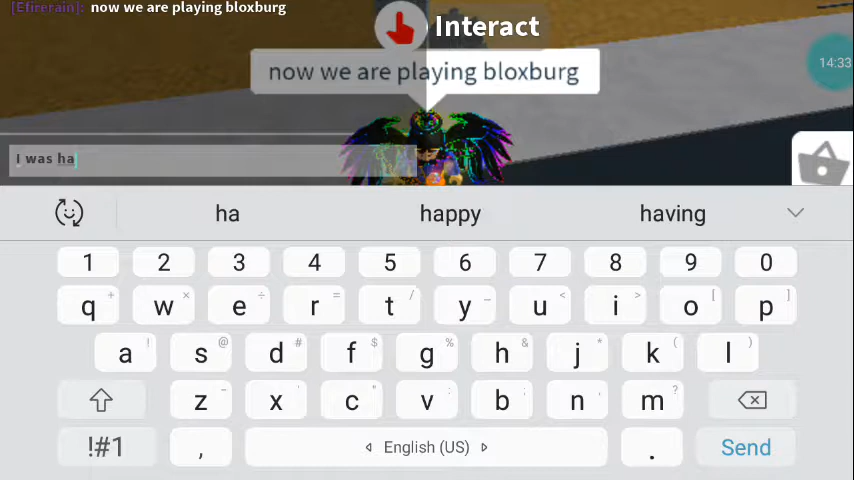 [Efirerain]: now we are playing bloxburg
Interact
now we are playing bloxburg
14:33
I was ha
ha happy having
1 2 3 4 5 6 7 8 9 0
q w e r t y u i o p
a s d f g h j k l
z x c v b n m
!#1 , English (US) . Send